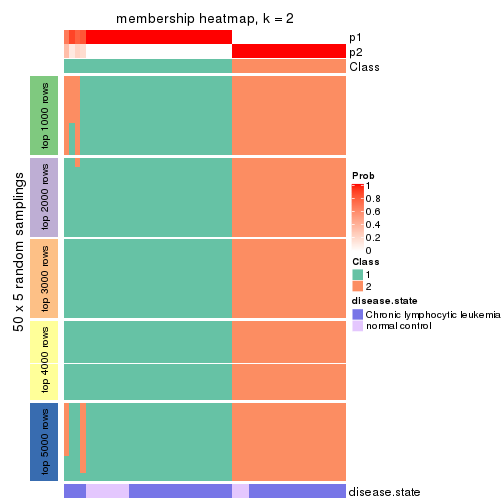 membership heatmap, k = 2
p1
p2
Class
50 x 5 random samplings
top 1000 rows
top 2000 rows
top 3000 rows
top 4000 rows
top 5000 rows
Prob
1
0.8
0.6
0.4
0.2
0
Class
1
2
disease.state
Chronic lymphocytic leukemia
normal control
disease.state